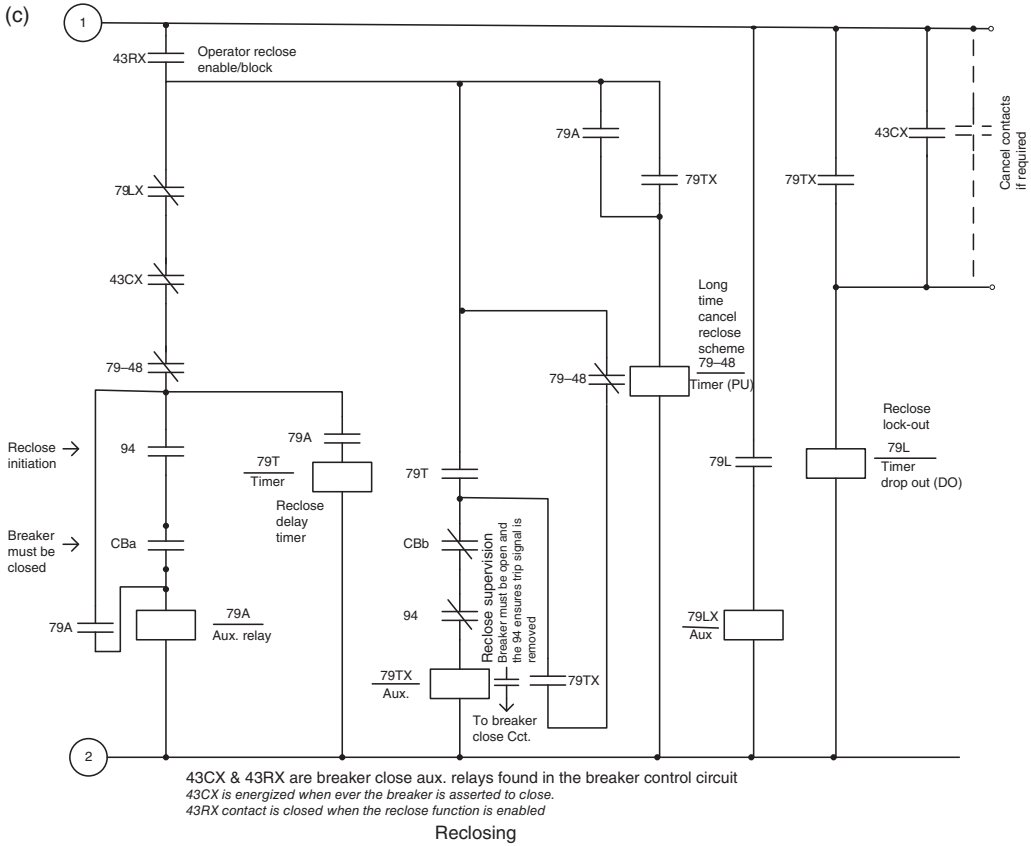 (c)
1
43RX
Operator reclose
enable/block
79A
79TX
79TX
43CX
Cancel contacts
if required
79LX
43CX
79–48
Long
time
cancel
reclose
scheme
79–48
Timer (PU)
79–48
Reclose
initiation
94
79A
79T
Timer
Reclose
delay
timer
79T
79L
Reclose
lock-out
79L
Timer
drop out (DO)
Breaker
must be
closed
CBa
CBb
94
Reclose supervision
Breaker must be open and
the 94 ensures trip signal is
removed
79A
79A
Aux. relay
79TX
Aux.
79TX
To breaker
close Cct.
79LX
Aux
2
43CX & 43RX are breaker close aux. relays found in the breaker control circuit
43CX is energized when ever the breaker is asserted to close.
43RX contact is closed when the reclose function is enabled
Reclosing